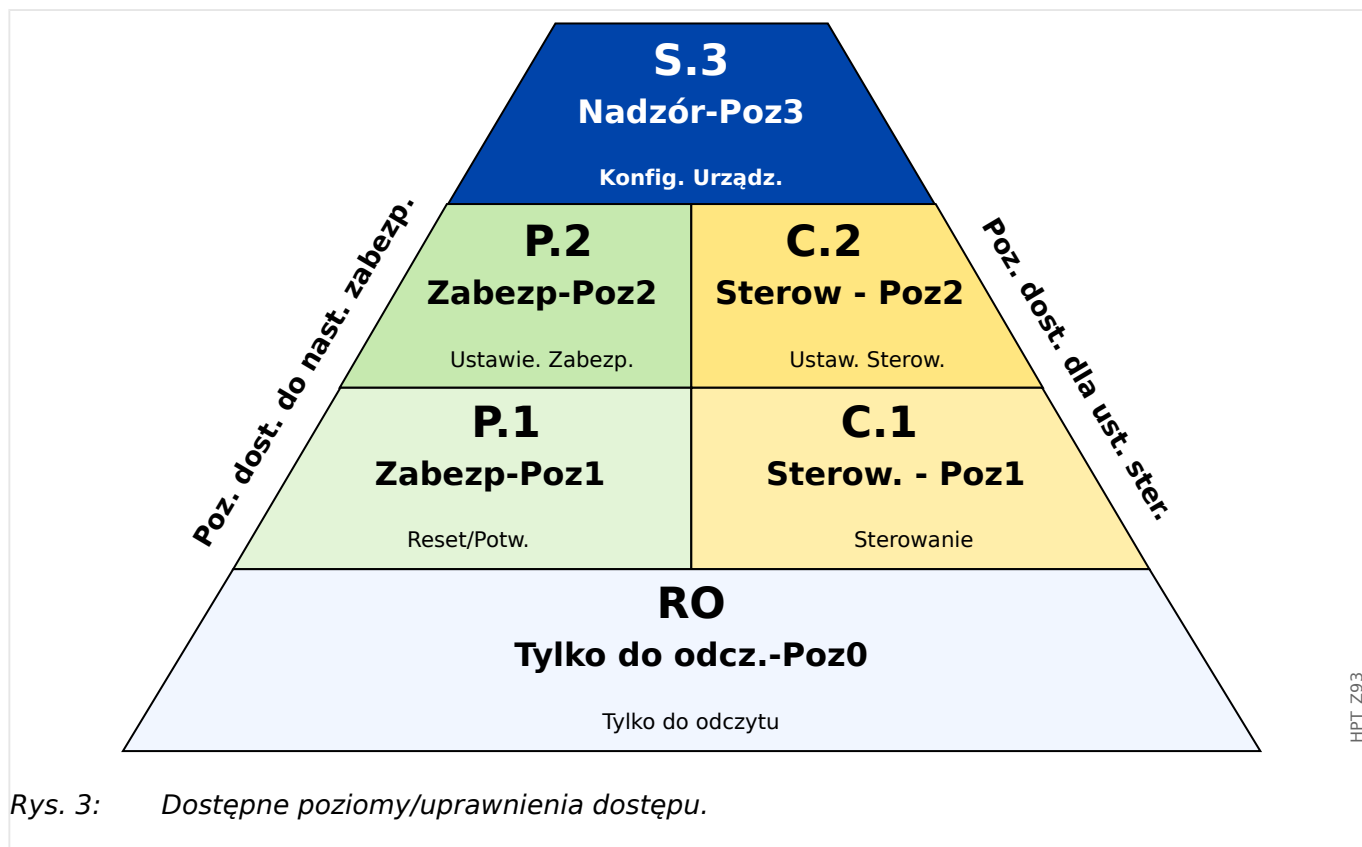 S.3
Nadzór-Poz3
Konfig. Urządz.
Poz. dost. do nast. zabezp.
P.2
Zabezp-Poz2
Ustawie. Zabezp.
C.2
Sterow - Poz2
Ustaw. Sterow.
Poz. dost. dla ust. ster.
P.1
Zabezp-Poz1
Reset/Potw.
C.1
Sterow. - Poz1
Sterowanie
RO
Tylko do odcz.-Poz0
Tylko do odczytu
HPT_Z93
Rys. 3: Dostępne poziomy/uprawnienia dostępu.